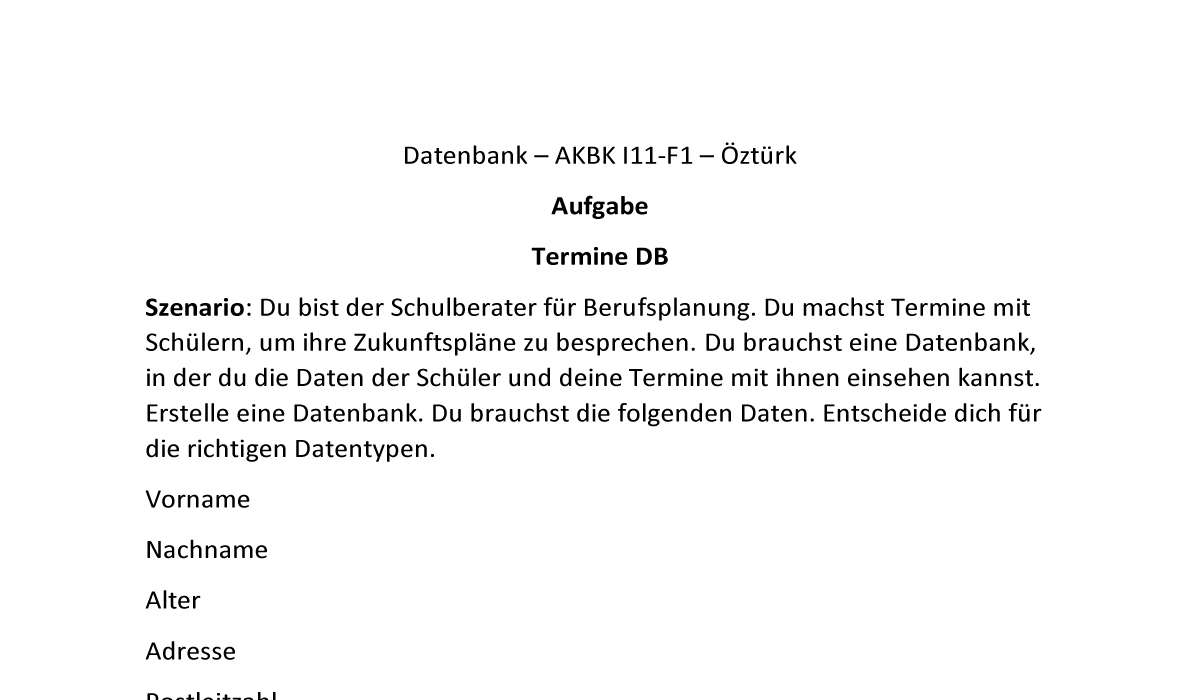 Datenbank – AKBK I11-F1 – Öztürk
Aufgabe
Termine DB
Szenario: Du bist der Schulberater für Berufsplanung. Du machst Termine mit
Schülern, um ihre Zukunftspläne zu besprechen. Du brauchst eine Datenbank,
in der du die Daten der Schüler und deine Termine mit ihnen einsehen kannst.
Erstelle eine Datenbank. Du brauchst die folgenden Daten. Entscheide dich für
die richtigen Datentypen.
Vorname
Nachname
Alter
Adresse
Postleitzahl